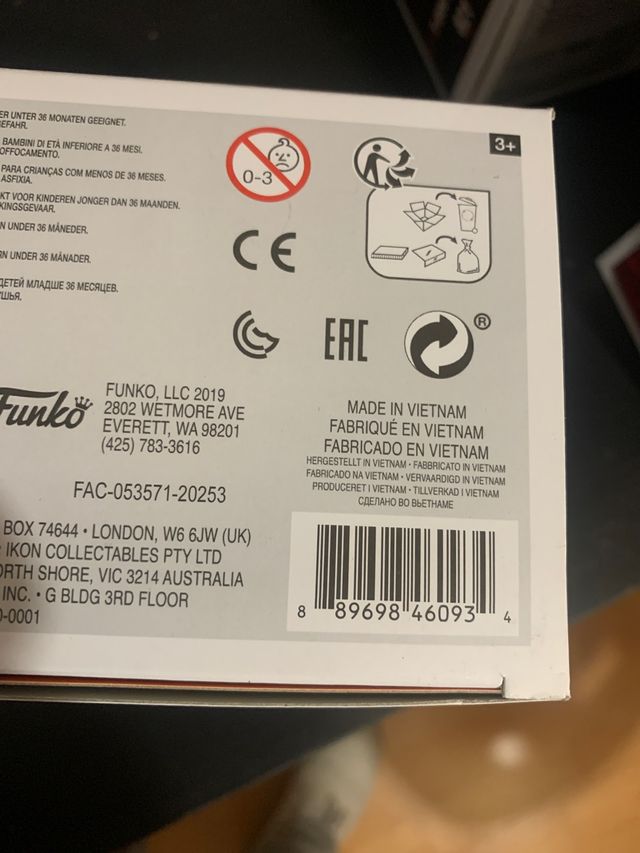 ER UNTER 36 MONATEN GEEIGNET.
EFAHR.
BAMBINI DI ETÀ INFERIORE A 36 MESI.
OFFOCAMENTO.
PARA CRIANÇAS COM MENOS DE 36 MESES.
ASFIXIA.
KT VOOR KINDEREN JONGER DAN 36 MAANDEN.
KINGSGEVAAR.
N UNDER 36 MÅNEDER.
RN UNDER 36 MÅNADER.
ДЕТЕЙ МЛАДШЕ 36 МЕСЯЦЕВ.
УШЬЯ.
0-3
3+
CE
EAC
®
Funko
FUNKO, LLC 2019
2802 WETMORE AVE
EVERETT, WA 98201
(425) 783-3616
FAC-053571-20253
BOX 74644 • LONDON, W6 6JW (UK)
: IKON COLLECTABLES PTY LTD
ORTH SHORE, VIC 3214 AUSTRALIA
INC. • G BLDG 3RD FLOOR
0-0001
MADE IN VIETNAM
FABRIQUÉ EN VIETNAM
FABRICADO EN VIETNAM
HERGESTELLT IN VIETNAM • FABBRICATO IN VIETNAM
FABRICADO NA VIETNAM • VERVAARDIGD IN VIETNAM
PRODUCERET I VIETNAM • TILLVERKAD I VIETNAM
СДЕЛАНО ВО ВЬЕТНАМЕ
8 89698 46093 4